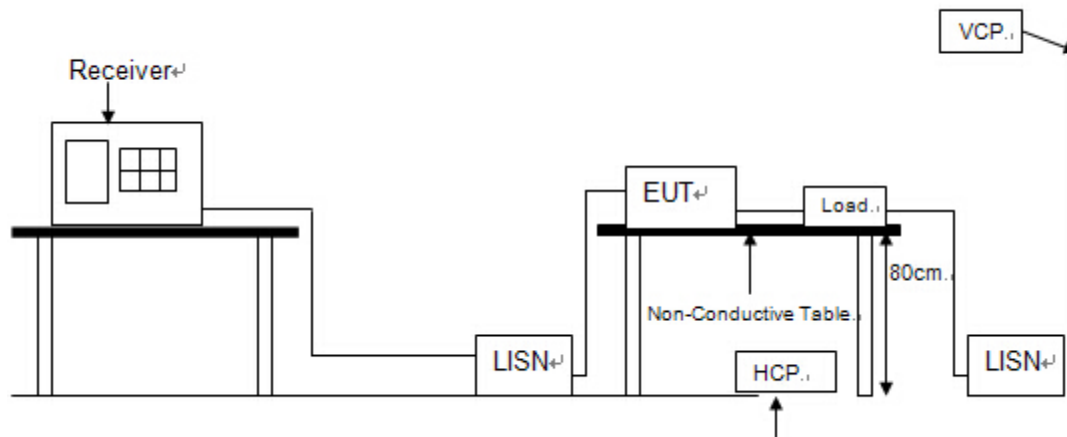 VCP.
Receiver↵
EUT↵
Load.
80cm.
Non-Conductive Table.
LISN↵
HCP.
LISN↵